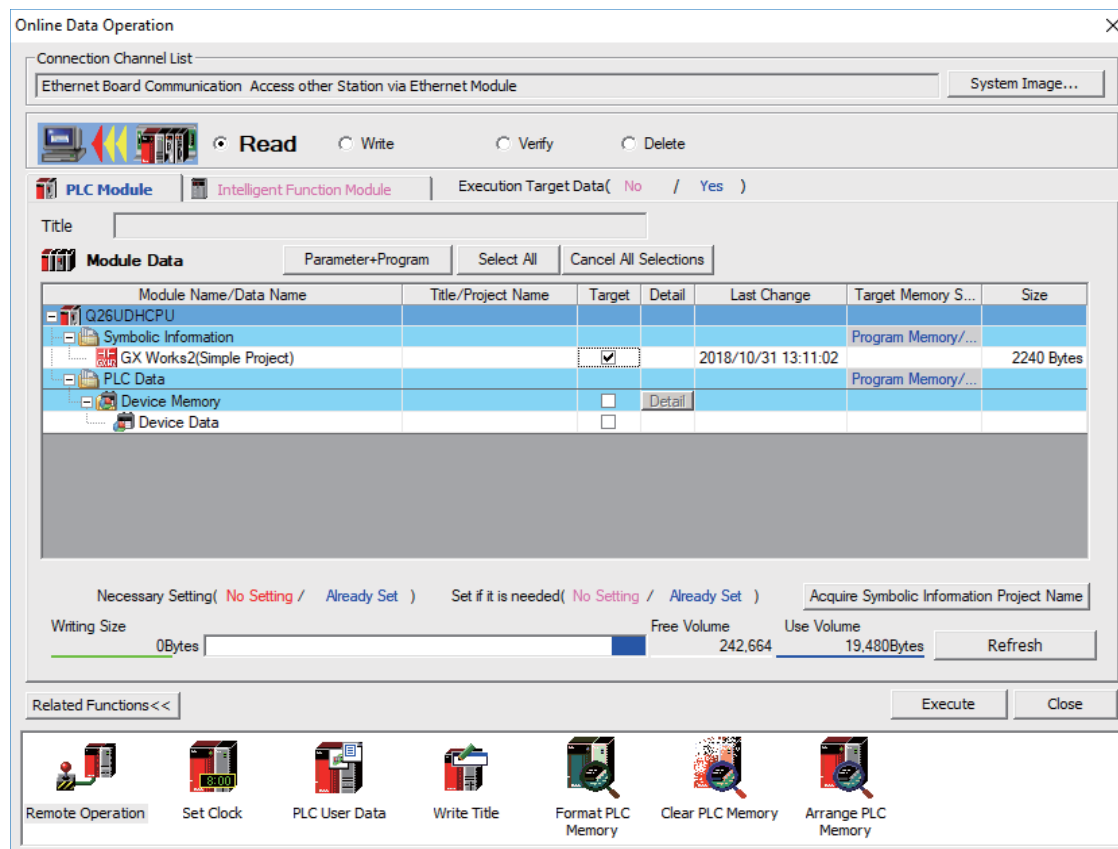 Online Data Operation
Connection Channel List
Ethernet Board Communication  Access other Station via Ethernet Module
System Image...
Read Write Verify Delete
PLC Module Intelligent Function Module Execution Target Data( No / Yes )
Title
Module Data Parameter+Program Select All Cancel All Selections
Module Name/Data Name Title/Project Name Target Detail Last Change Target Memory S... Size
Q26UDHCPU
Symbolic Information Program Memory/...
GX Works2(Simple Project) 2018/10/31 13:11:02 2240 Bytes
PLC Data Program Memory/...
Device Memory Detail
Device Data
Necessary Setting( No Setting / Already Set ) Set if it is needed( No Setting / Already Set ) Acquire Symbolic Information Project Name
Writing Size Free Volume Use Volume
0Bytes 242,664 19,480Bytes Refresh
Related Functions<< Execute Close
8:00
Remote Operation Set Clock PLC User Data Write Title Format PLC Clear PLC Memory Arrange PLC
Memory Memory